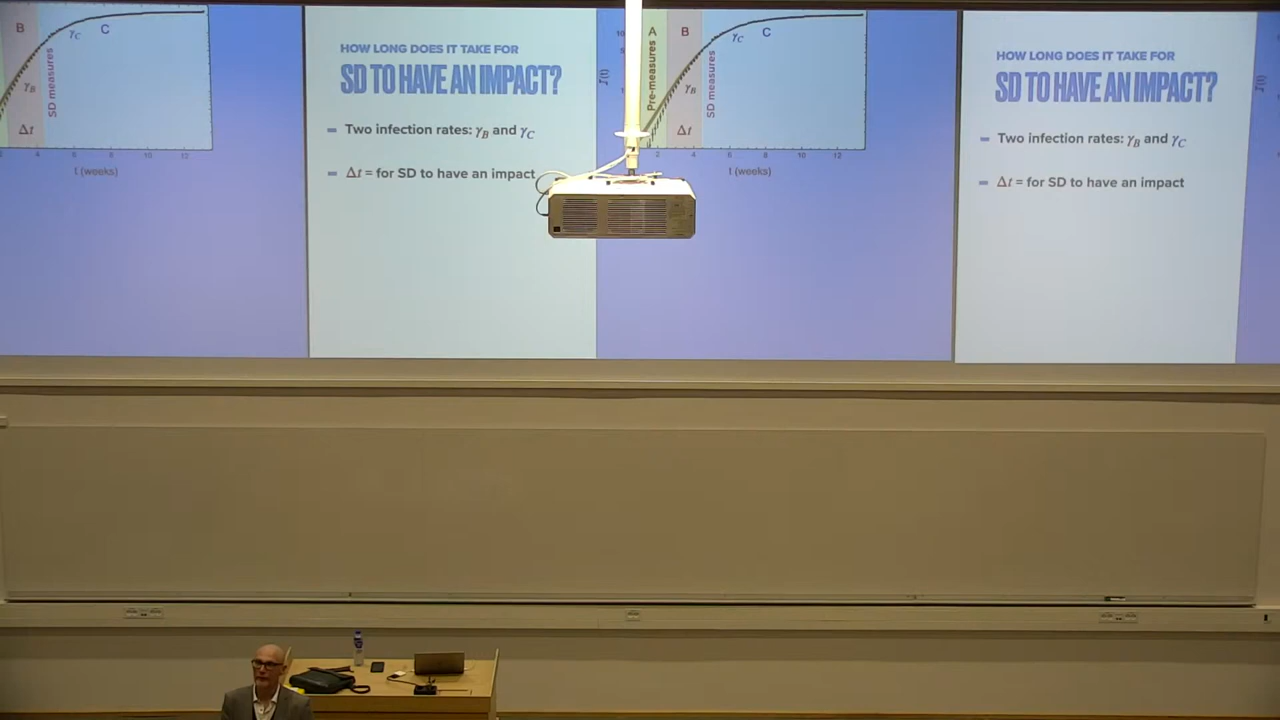 B
γC
C
γB
SD measures
Δt
4
6
8
10
12
t (weeks)
HOW LONG DOES IT TAKE FOR
SD TO HAVE AN IMPACT?
Two infection rates: γB and γC
Δt = for SD to have an impact
I(t)
Pre-measures
A
B
γC
C
γB
SD measures
Δt
2
4
6
8
10
12
t (weeks)
HOW LONG DOES IT TAKE FOR
SD TO HAVE AN IMPACT?
Two infection rates: γB and γC
Δt = for SD to have an impact
I(t)